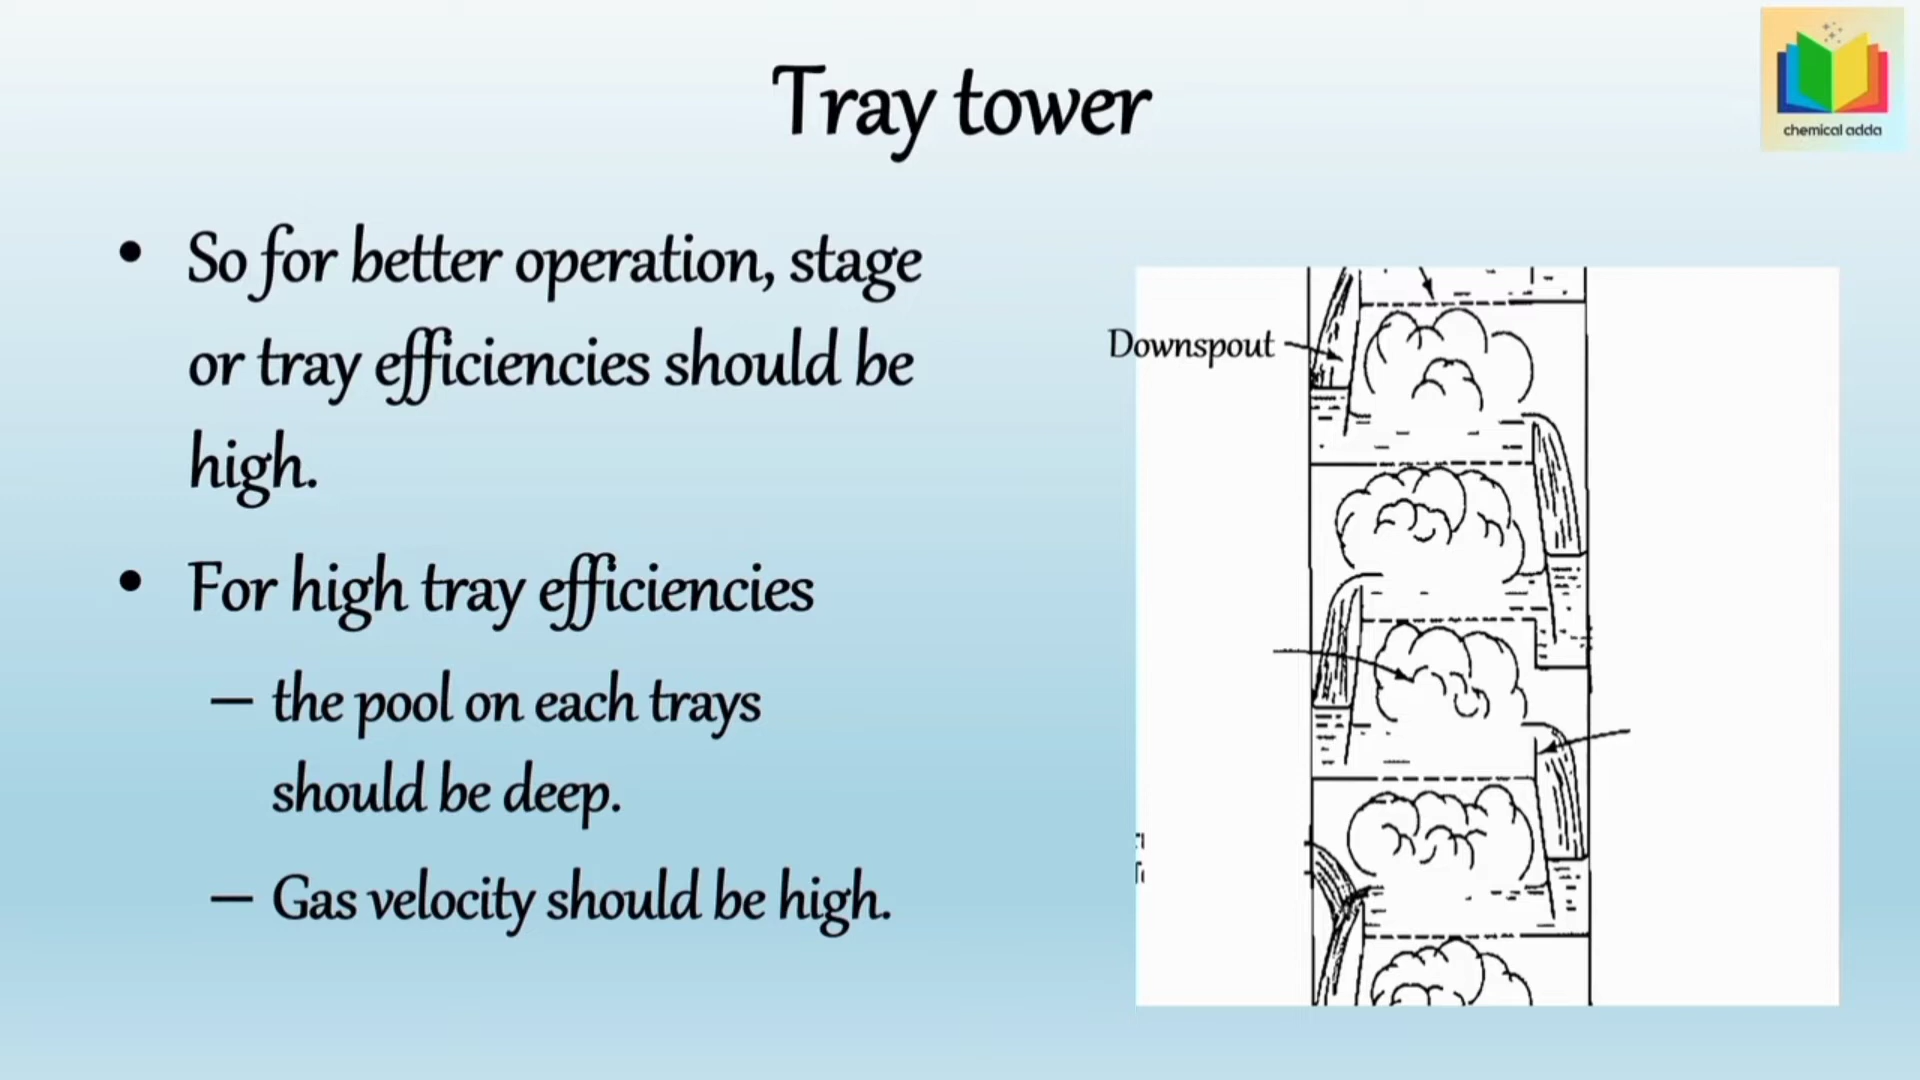 Tray tower
chemical adda
• So for better operation, stage
or tray efficiencies should be
high.
• For high tray efficiencies
– the pool on each trays
should be deep.
– Gas velocity should be high.
Downspout